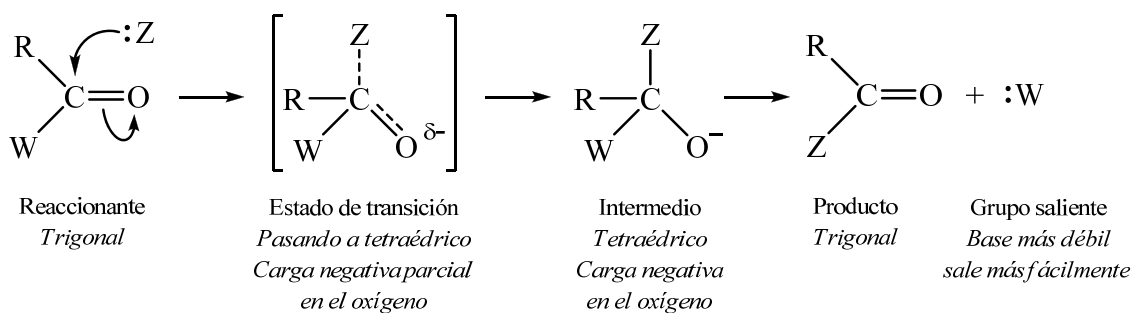 R :Z C=O W
Z R C W O δ-
Z R C W O–
R C=O Z + :W
Reaccionante
Trigonal
Estado de transición
Pasando a tetraédrico
Carga negativa parcial
en el oxígeno
Intermedio
Tetraédrico
Carga negativa
en el oxígeno
Producto
Trigonal
Grupo saliente
Base más débil
sale más fácilmente